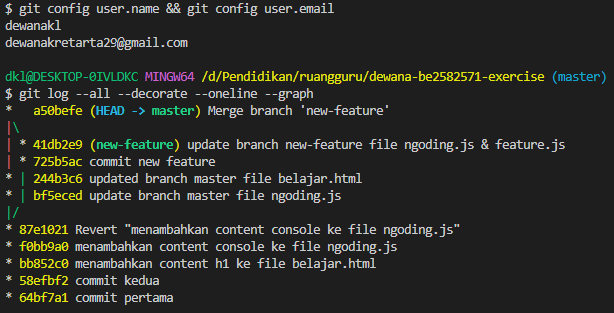 $ git config user.name && git config user.email
dewanakl
dewanakretarta29@gmail.com
dkl@DESKTOP-0IVLDKC MINGW64 /d/Pendidikan/ruangguru/dewana-be2582571-exercise (master)
$ git log --all --decorate --oneline --graph
*   a50befe (HEAD -> master) Merge branch 'new-feature'
|\
| * 41db2e9 (new-feature) update branch new-feature file ngoding.js & feature.js
| * 725b5ac commit new feature
* | 244b3c6 updated branch master file belajar.html
* | bf5eced update branch master file ngoding.js
|/
* 87e1021 Revert "menambahkan content console ke file ngoding.js"
* f0bb9a0 menambahkan content console ke file ngoding.js
* bb852c0 menambahkan content h1 ke file belajar.html
* 58efbf2 commit kedua
* 64bf7a1 commit pertama